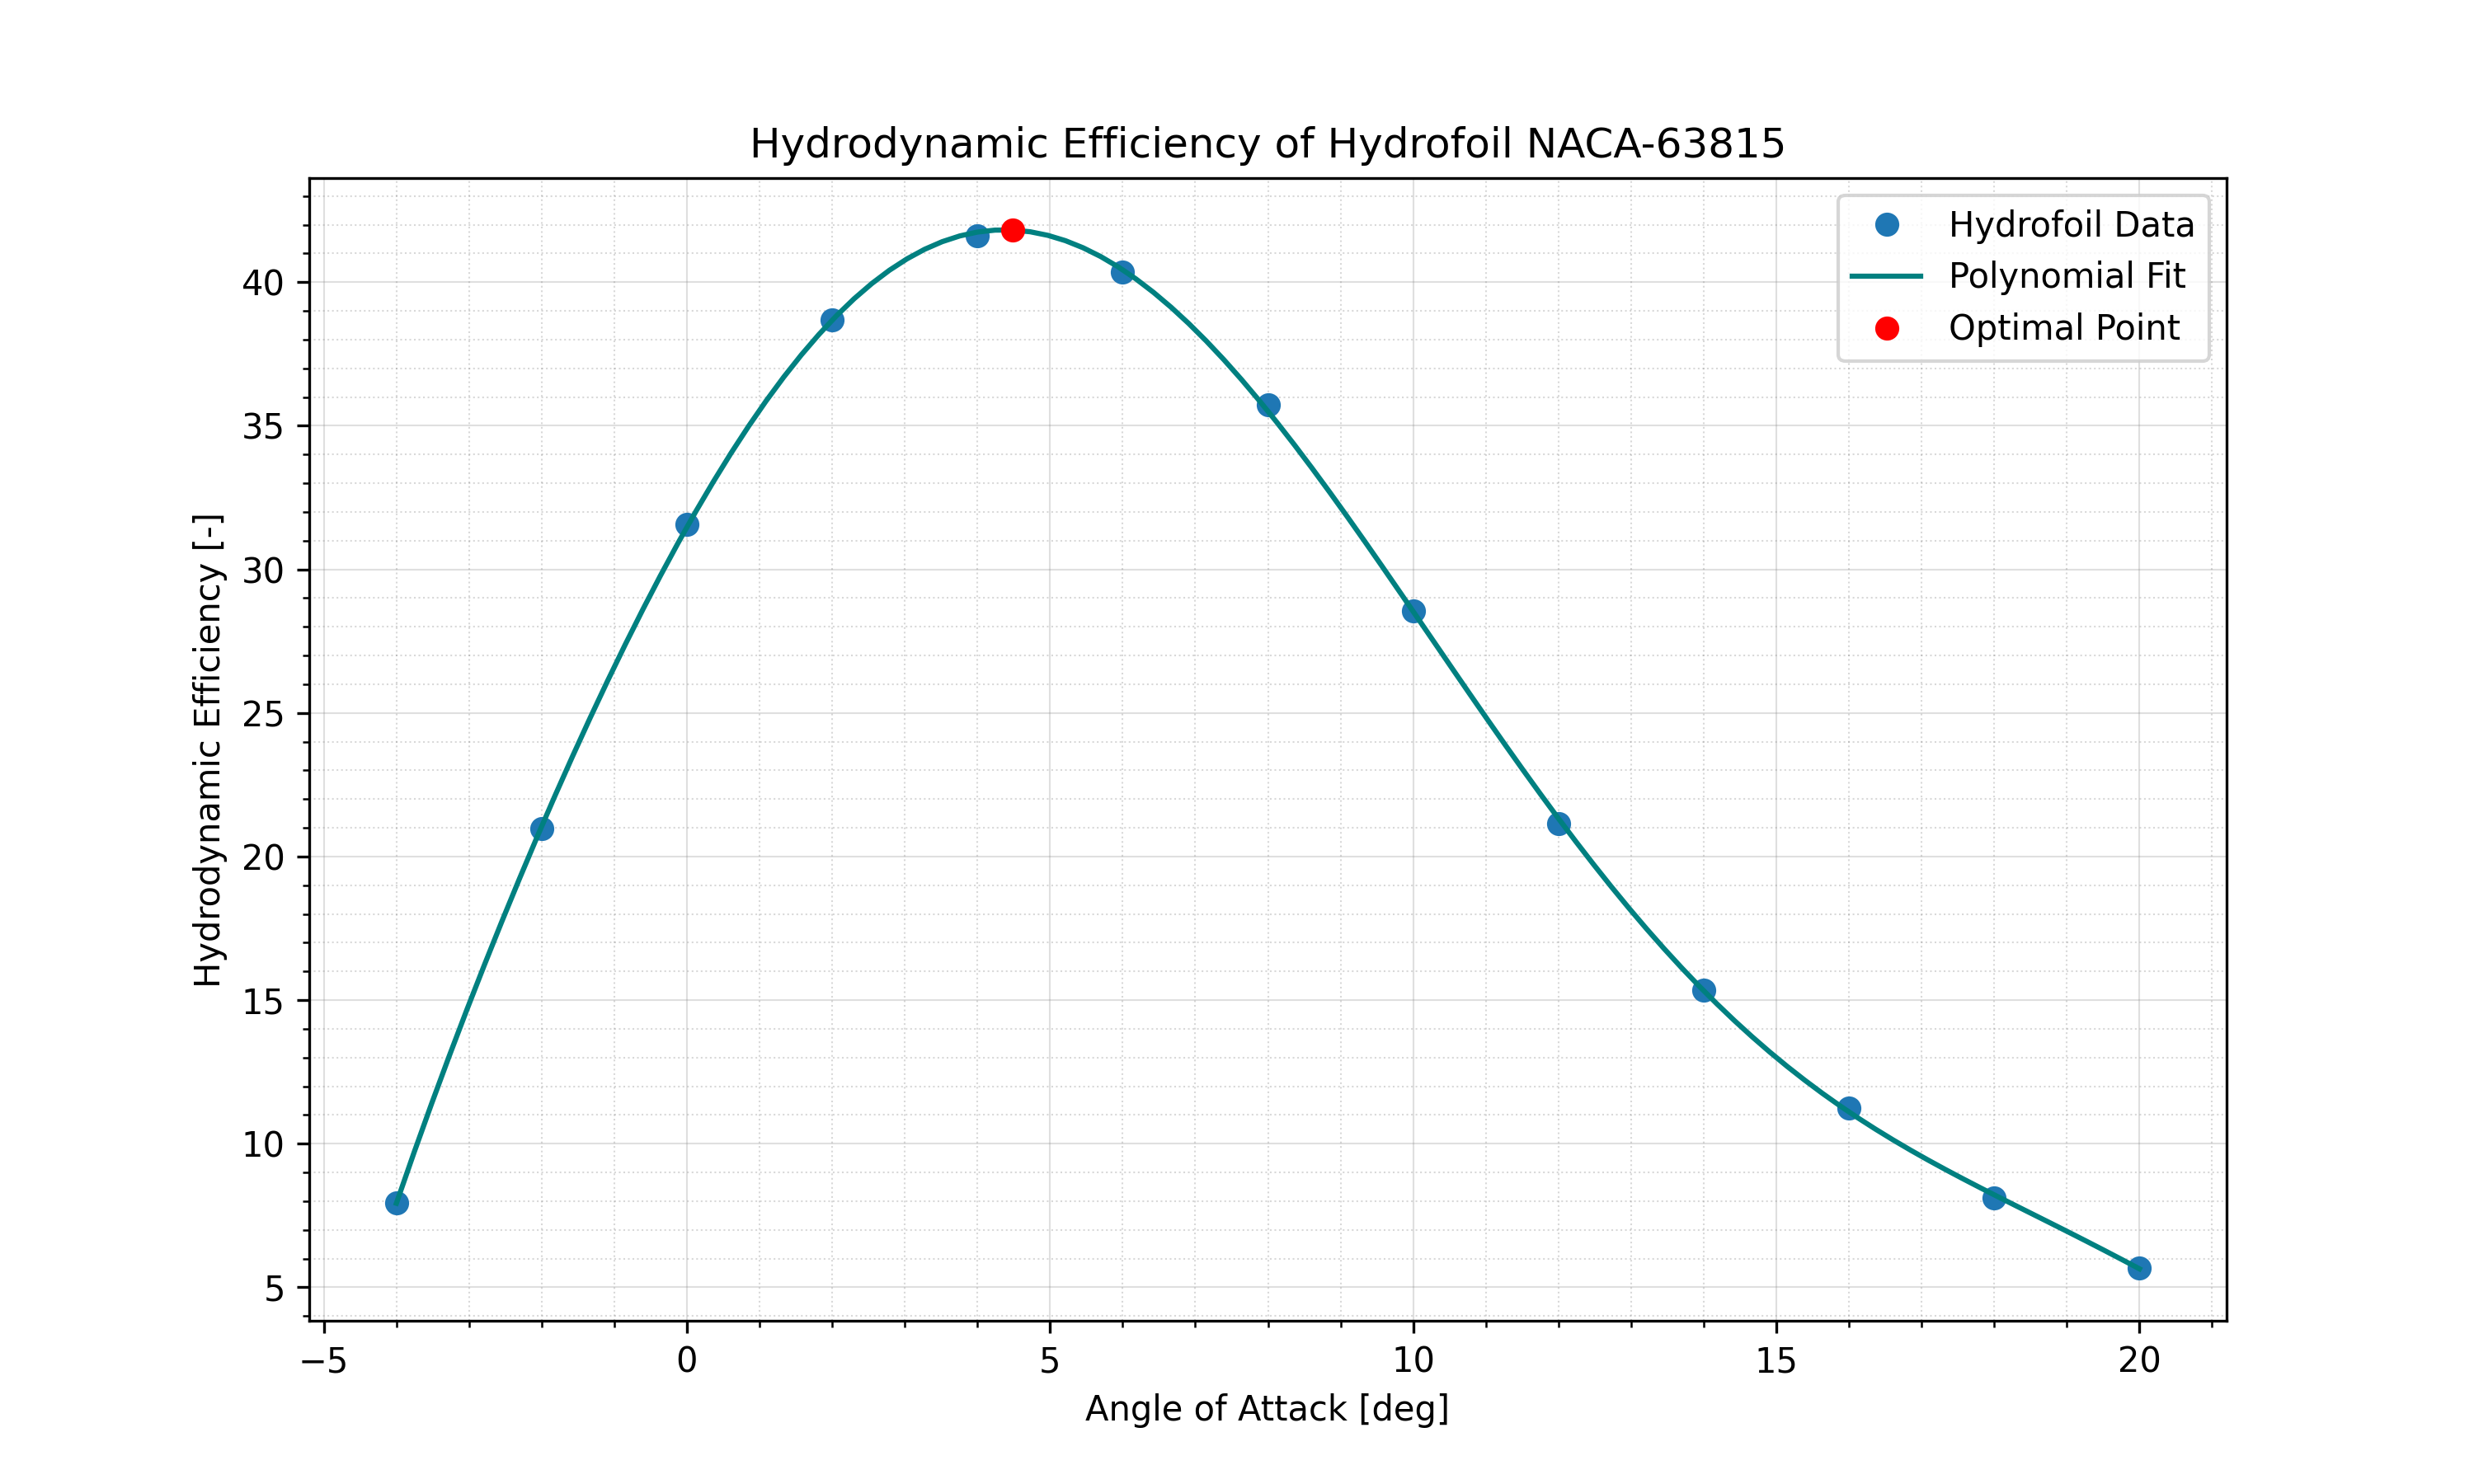 Hydrodynamic Efficiency of Hydrofoil NACA-63815
Hydrofoil Data
Polynomial Fit
Optimal Point
Hydrodynamic Efficiency [-]
40
35
30
25
20
15
10
5
−5 0 5 10 15 20
Angle of Attack [deg]